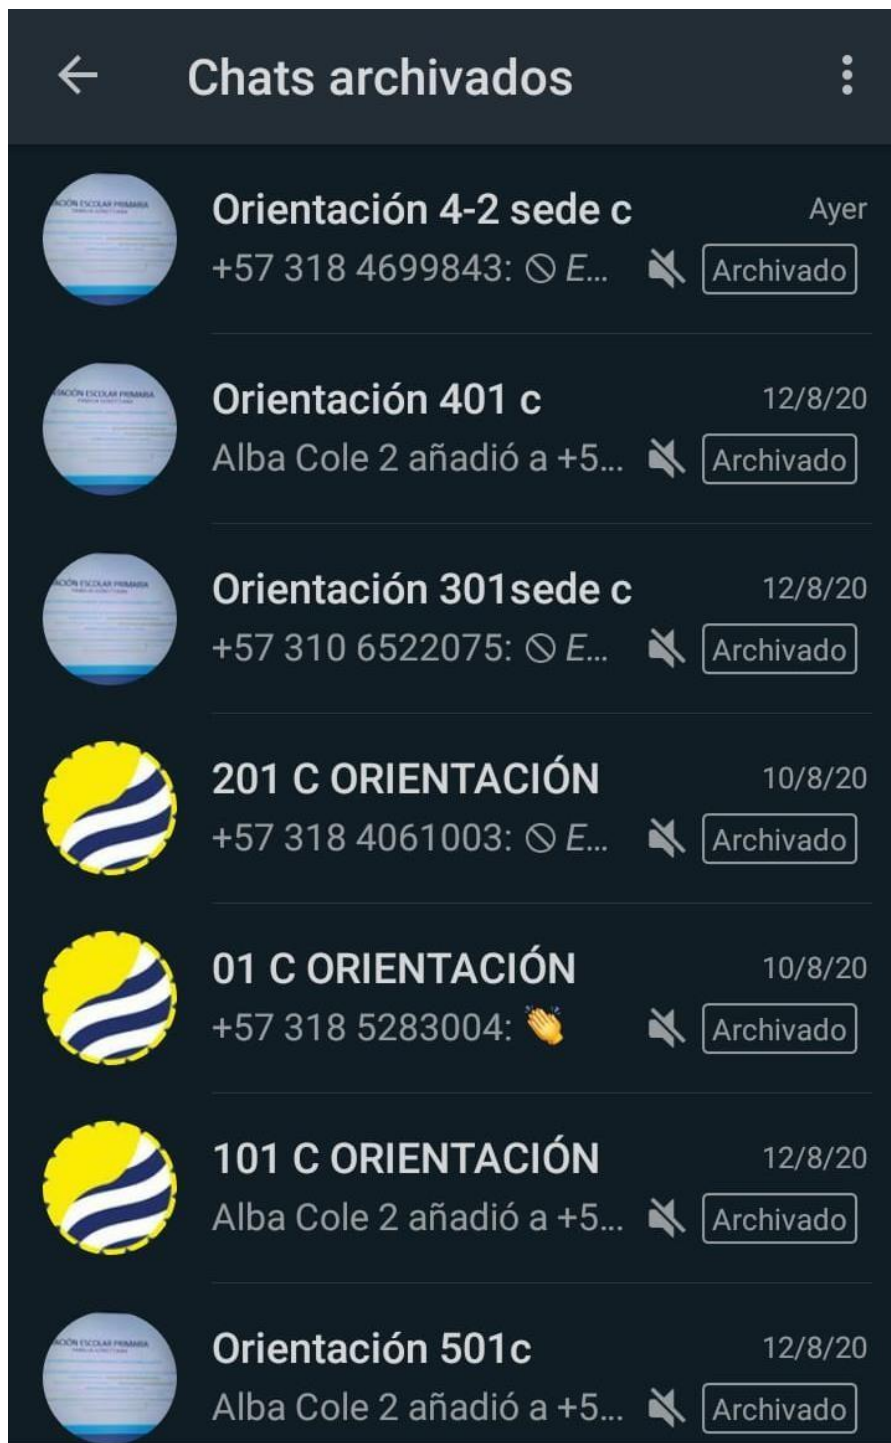 Chats archivados
Orientación 4-2 sede c
Ayer
+57 318 4699843: E...
Archivado
Orientación 401 c
12/8/20
Alba Cole 2 añadió a +5...
Archivado
Orientación 301sede c
12/8/20
+57 310 6522075: E...
Archivado
201 C ORIENTACIÓN
10/8/20
+57 318 4061003: E...
Archivado
01 C ORIENTACIÓN
10/8/20
+57 318 5283004: 👏
Archivado
101 C ORIENTACIÓN
12/8/20
Alba Cole 2 añadió a +5...
Archivado
Orientación 501c
12/8/20
Alba Cole 2 añadió a +5...
Archivado